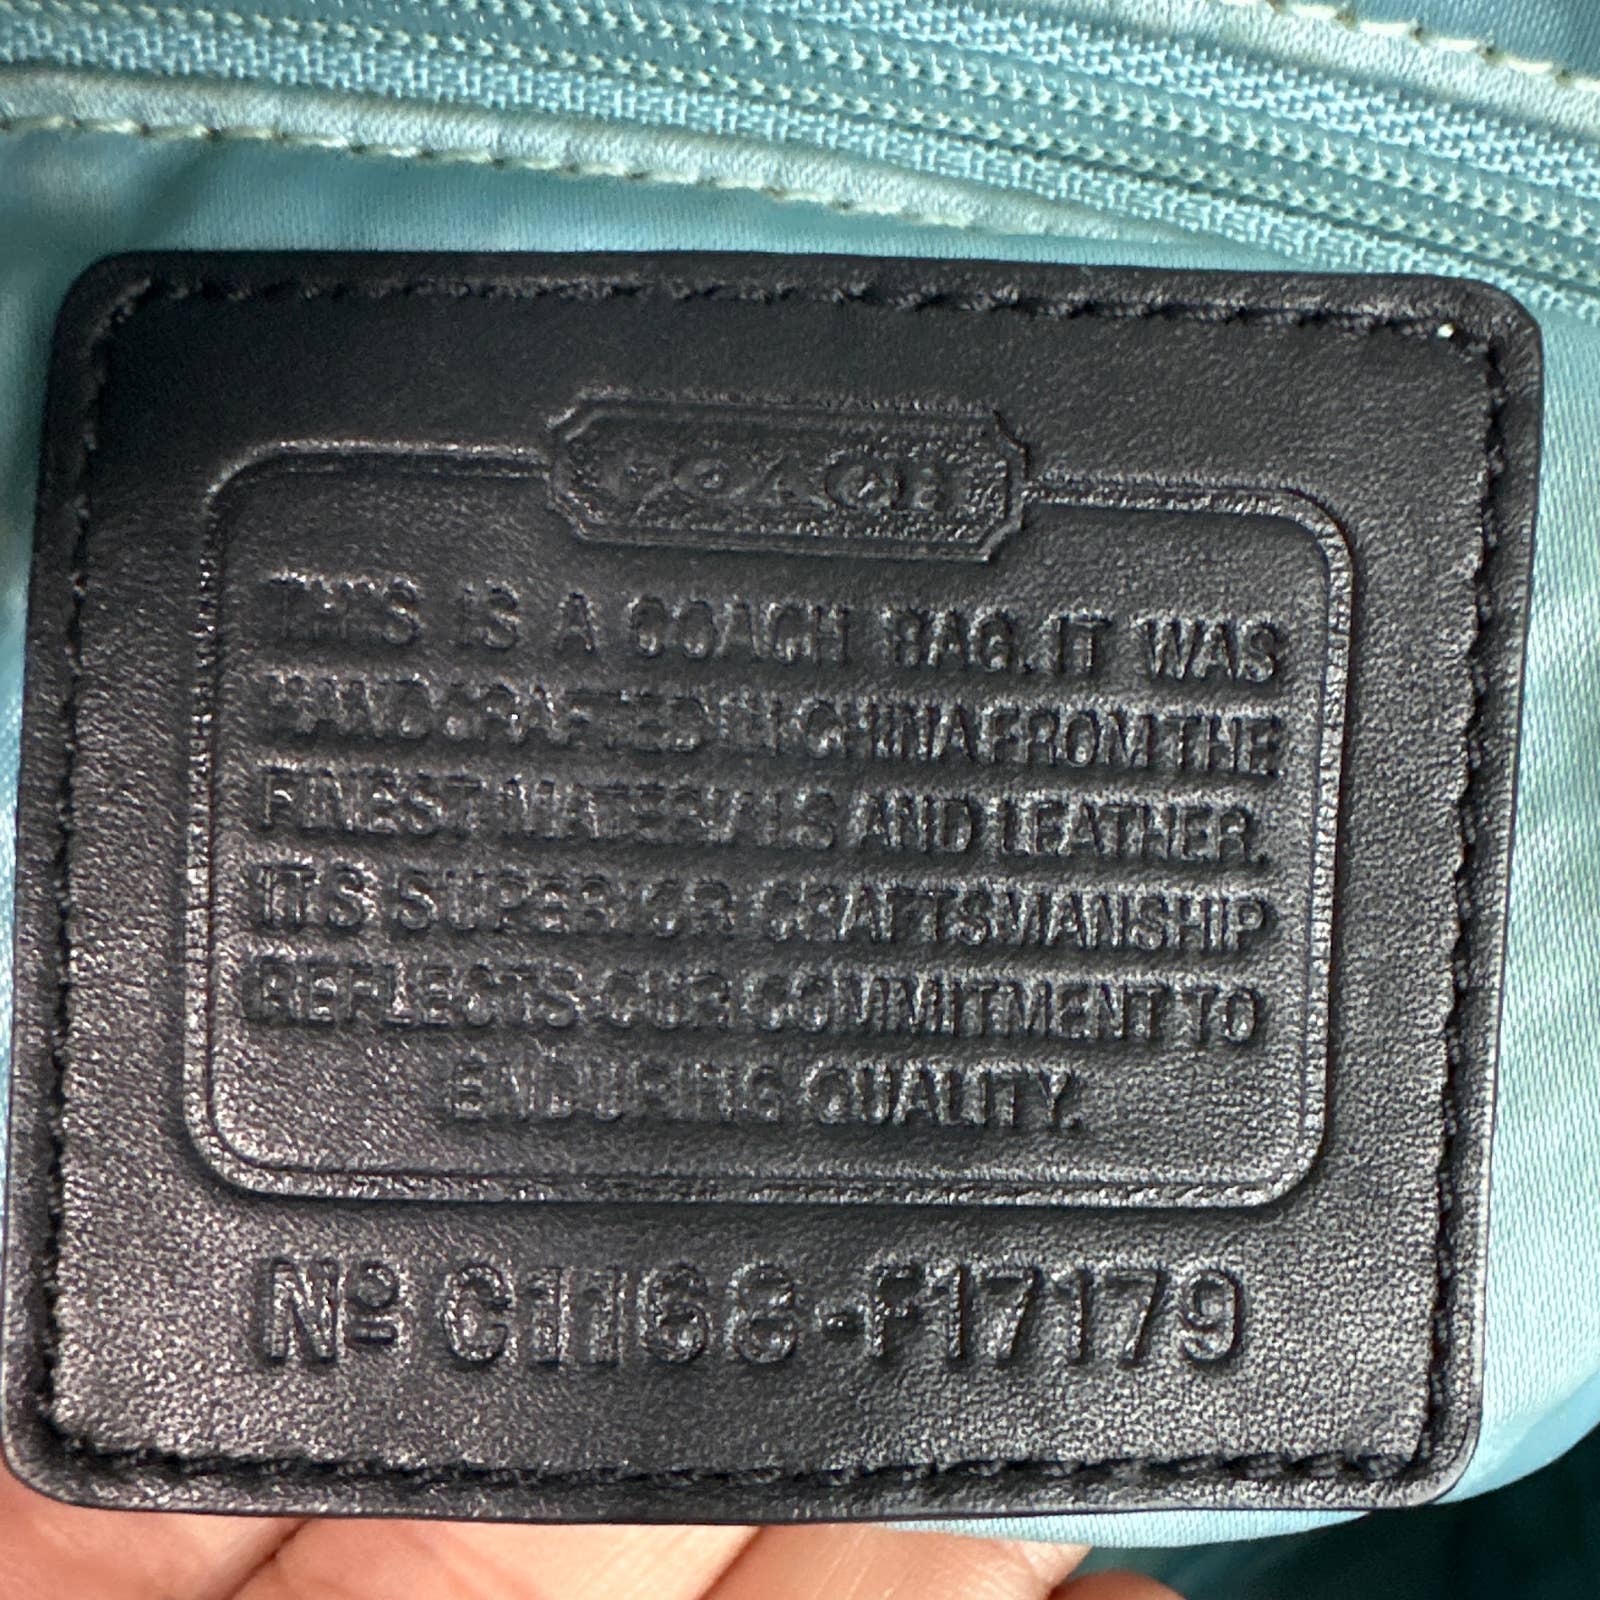 COACH
THIS IS A COACH BAG. IT WAS
HANDCRAFTED IN CHINA FROM THE
FINEST MATERIALS AND LEATHER.
ITS SUPERIOR CRAFTSMANSHIP
REFLECTS OUR COMMITMENT TO
ENDURING QUALITY.
Nº C1168-F17179